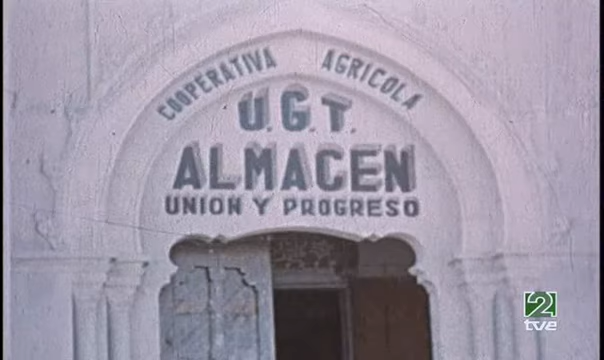 COOPERATIVA AGRICOLA
U.G.T.
ALMACEN
UNION Y PROGRESO
2
tve